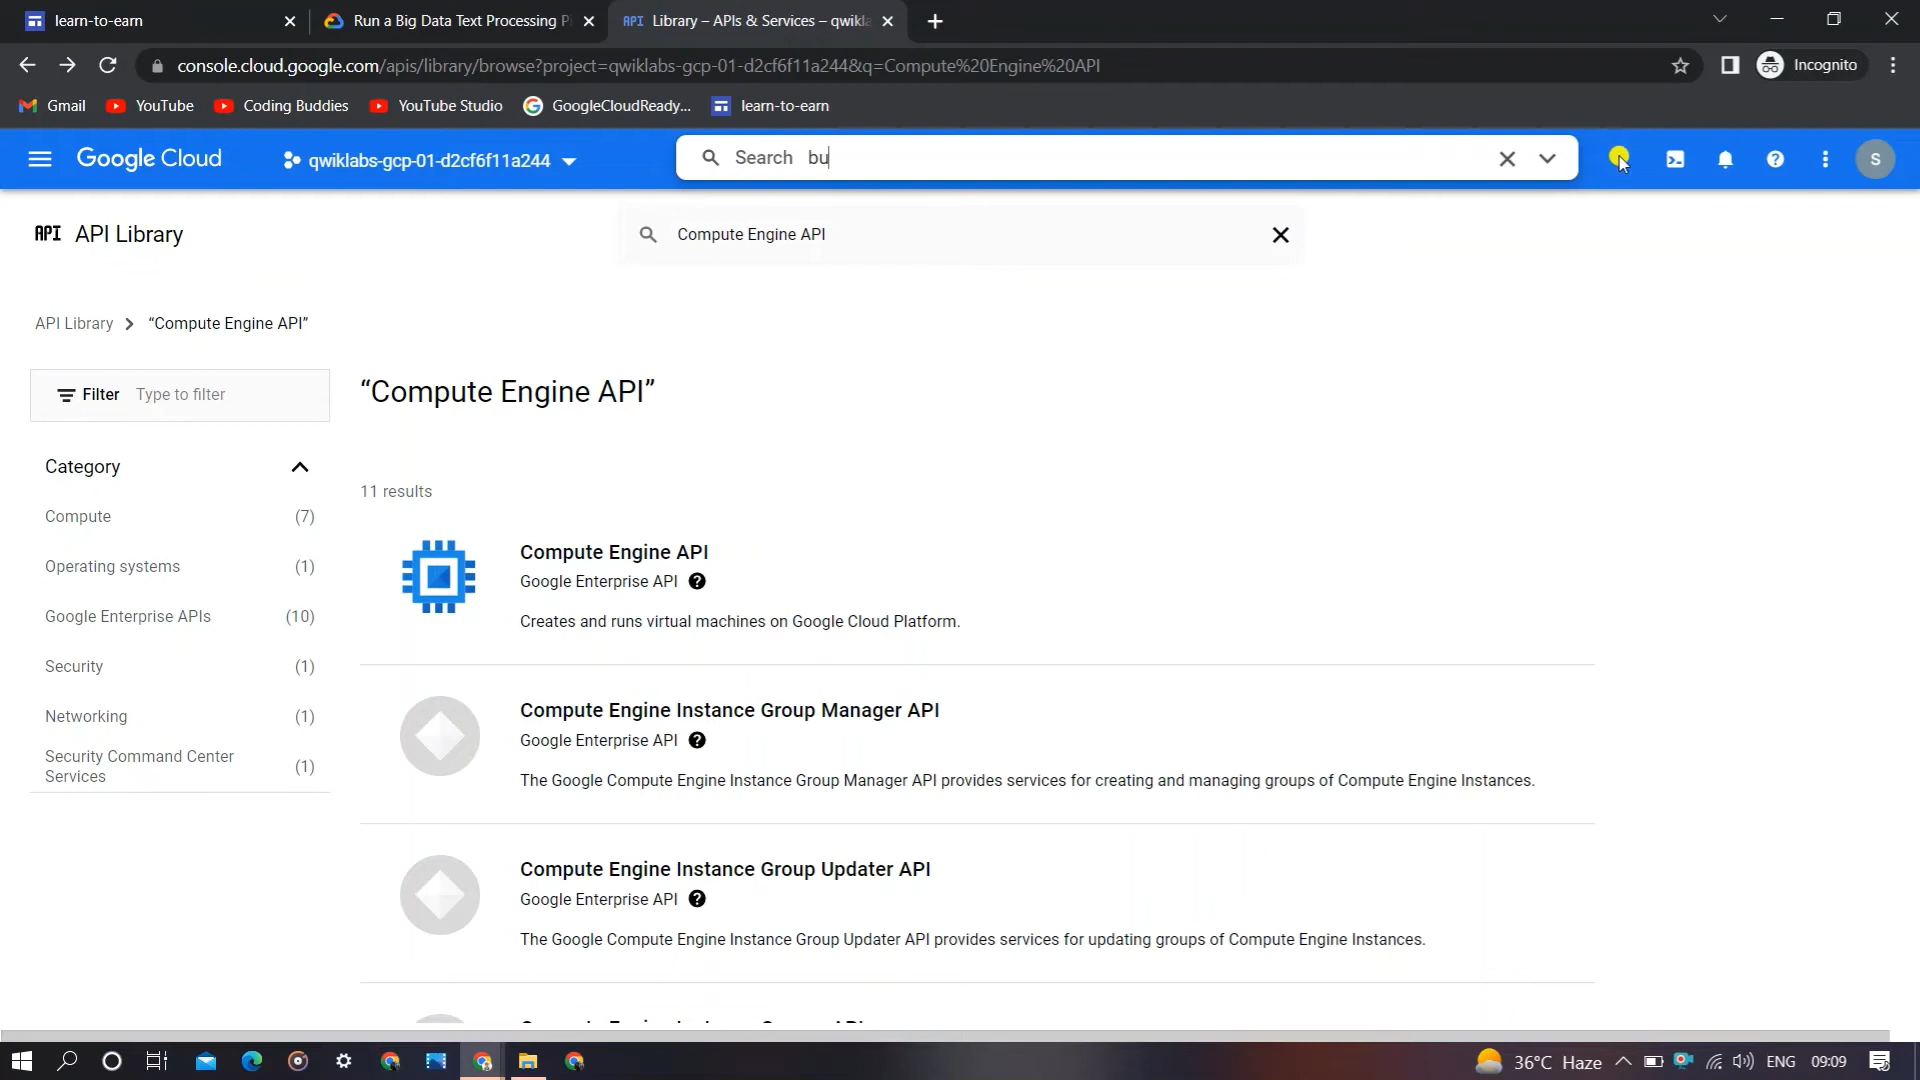 learn-to-earn
Run a Big Data Text Processing P
API Library – APIs & Services – qwikla
console.cloud.google.com/apis/library/browse?project=qwiklabs-gcp-01-d2cf6f11a244&q=Compute%20Engine%20API
Incognito
Gmail
YouTube
Coding Buddies
YouTube Studio
GoogleCloudReady...
learn-to-earn
Google Cloud
qwiklabs-gcp-01-d2cf6f11a244
Search bu
S
API API Library
Compute Engine API
API Library > “Compute Engine API”
Filter Type to filter
“Compute Engine API”
Category
11 results
Compute (7)
Operating systems (1)
Google Enterprise APIs (10)
Security (1)
Networking (1)
Security Command Center
Services (1)
Compute Engine API
Google Enterprise API ?
Creates and runs virtual machines on Google Cloud Platform.
Compute Engine Instance Group Manager API
Google Enterprise API ?
The Google Compute Engine Instance Group Manager API provides services for creating and managing groups of Compute Engine Instances.
Compute Engine Instance Group Updater API
Google Enterprise API ?
The Google Compute Engine Instance Group Updater API provides services for updating groups of Compute Engine Instances.
36°C Haze
ENG
09:09